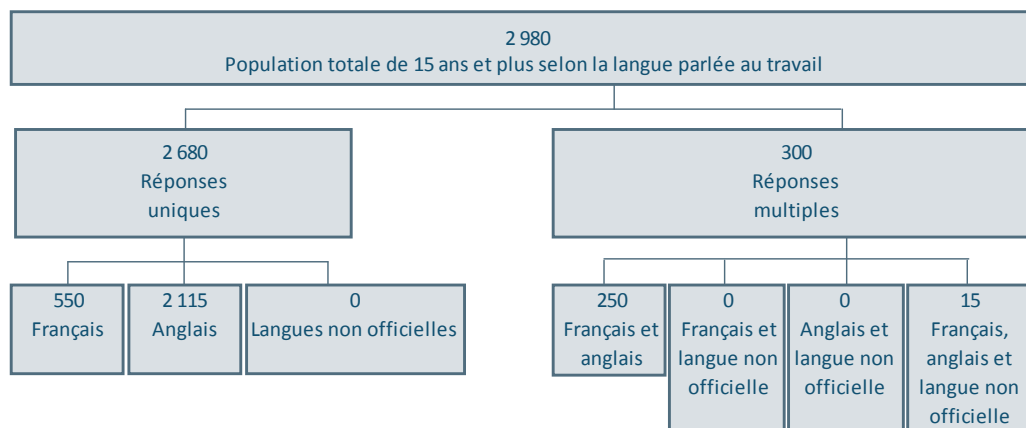 2 980
Population totale de 15 ans et plus selon la langue parlée au travail
2 680
Réponses
uniques
300
Réponses
multiples
550
Français
2 115
Anglais
0
Langues non officielles
250
Français et
anglais
0
Français et
langue non
officielle
0
Anglais et
langue non
officielle
15
Français,
anglais et
langue non
officielle